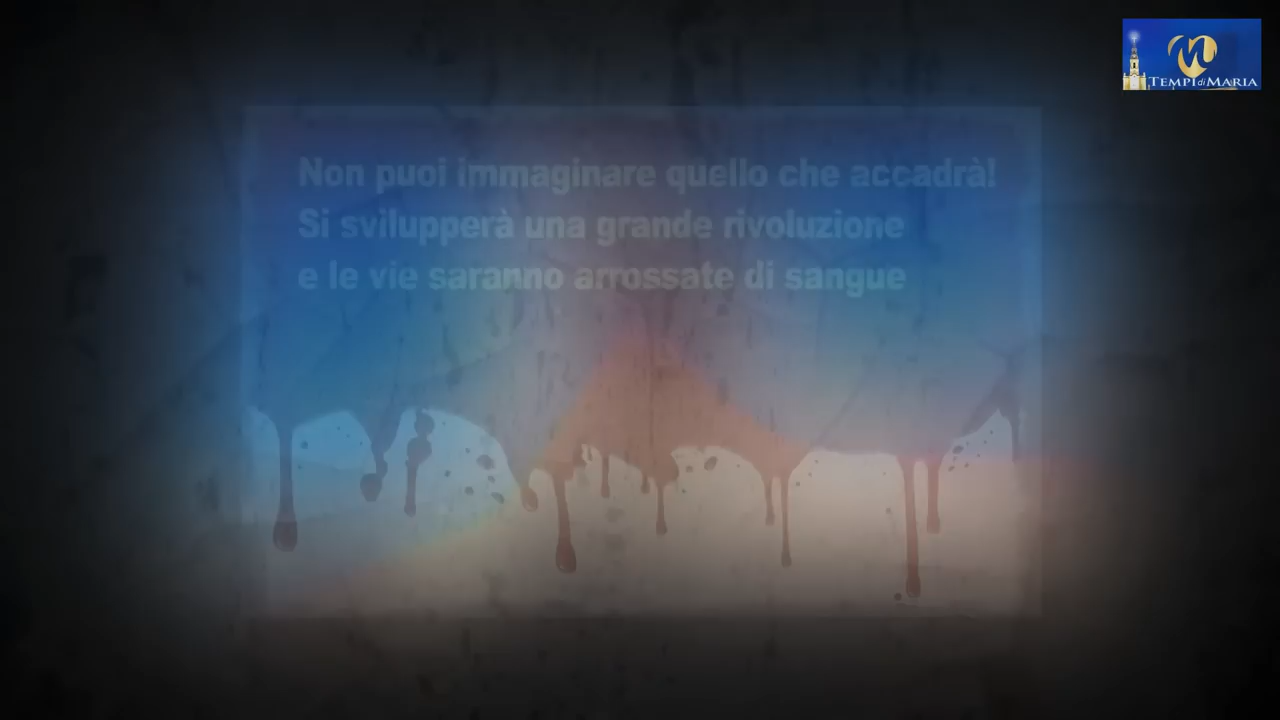 TEMPI di MARIA
Non puoi immaginare quello che accadrà!
Si svilupperà una grande rivoluzione
e le vie saranno arrossate di sangue